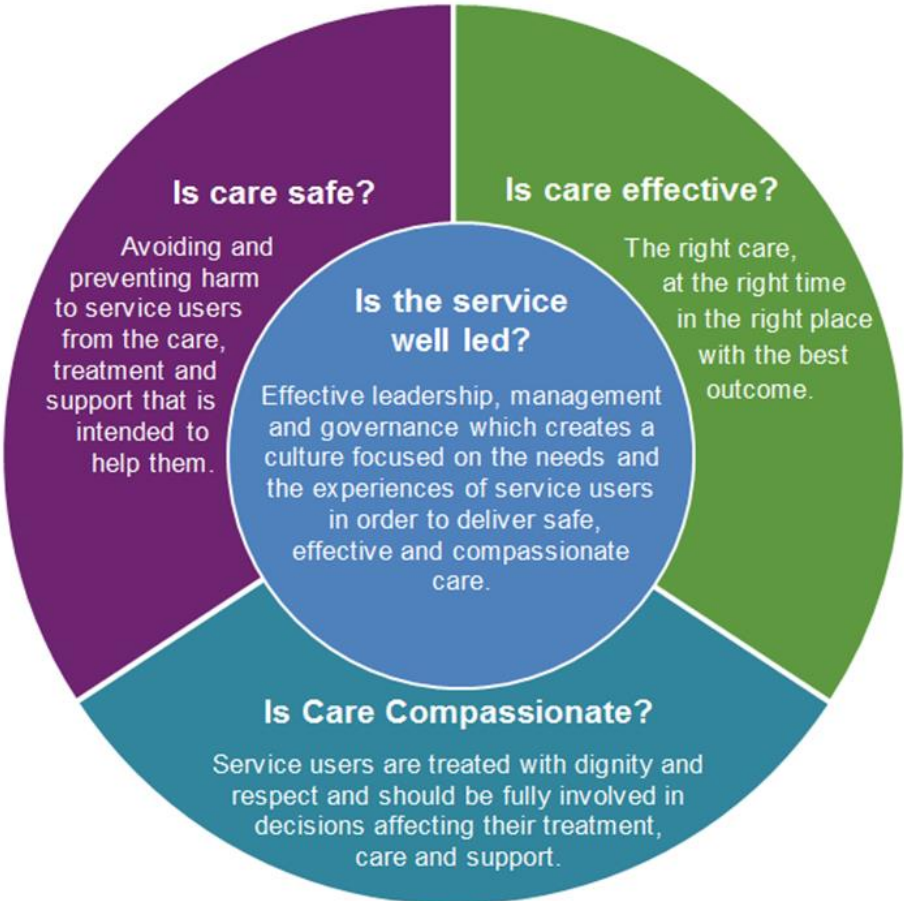 Is care safe?
Avoiding and
preventing harm
to service users
from the care,
treatment and
support that is
intended to
help them.
Is care effective?
The right care,
at the right time
in the right place
with the best
outcome.
Is the service
well led?
Effective leadership, management
and governance which creates a
culture focused on the needs and
the experiences of service users
in order to deliver safe,
effective and compassionate
care.
Is Care Compassionate?
Service users are treated with dignity and
respect and should be fully involved in
decisions affecting their treatment,
care and support.